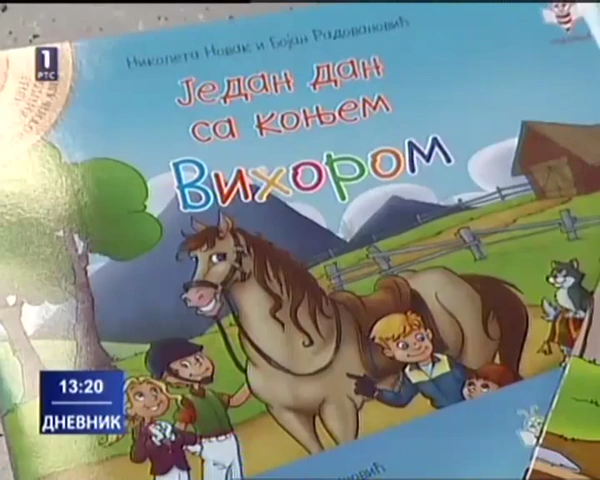 1
РТС
Николета Новак и Бојан Радовановић
Један дан
са коњем
Вихором
13:20
ДНЕВНИК